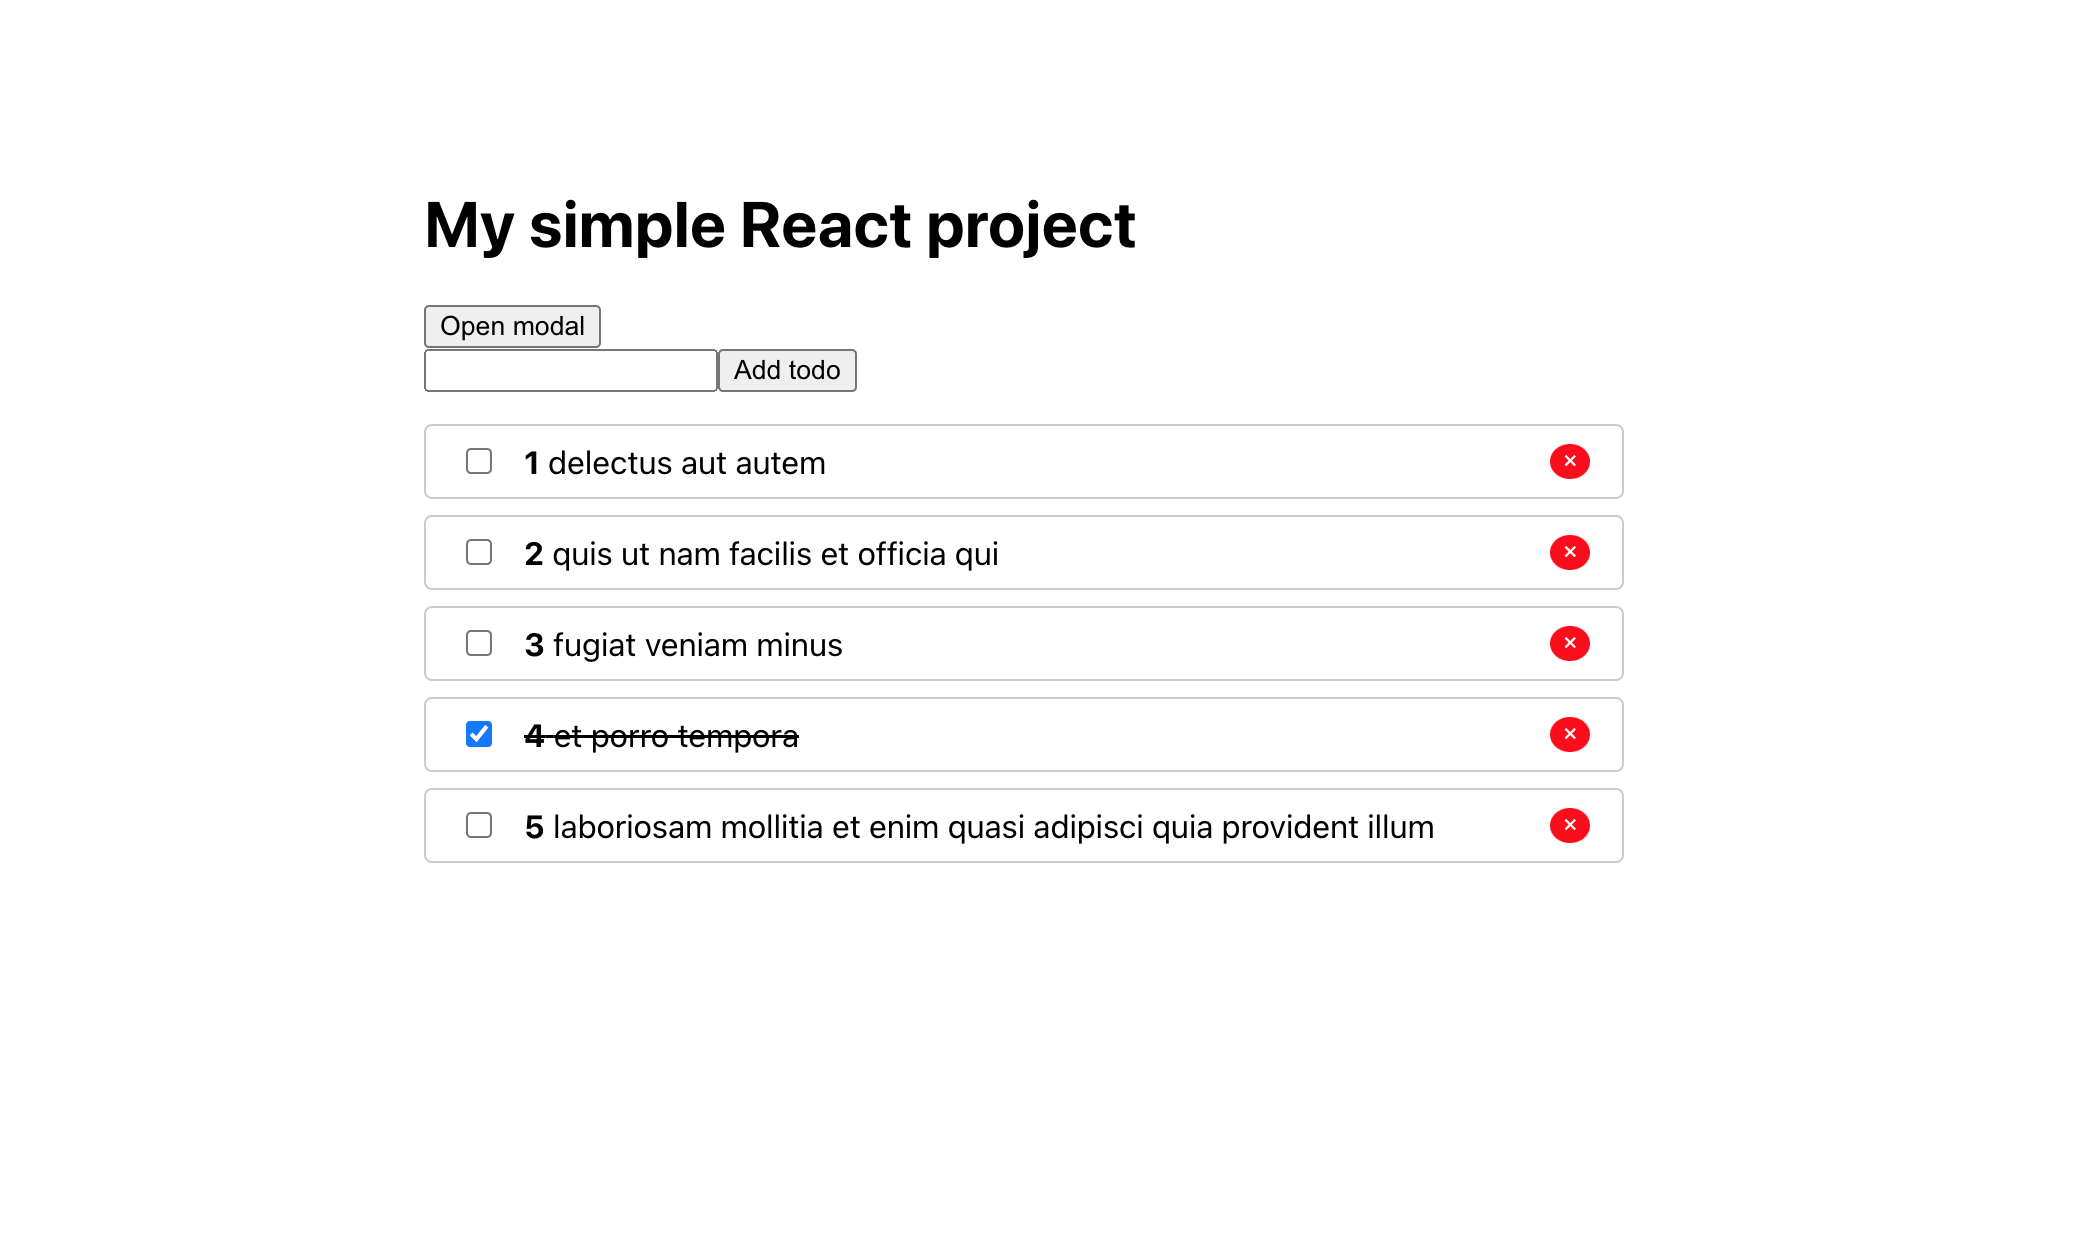 My simple React project
Open modal
Add todo
1 delectus aut autem ×
2 quis ut nam facilis et officia qui ×
3 fugiat veniam minus ×
4 et porro tempora ×
5 laboriosam mollitia et enim quasi adipisci quia provident illum ×